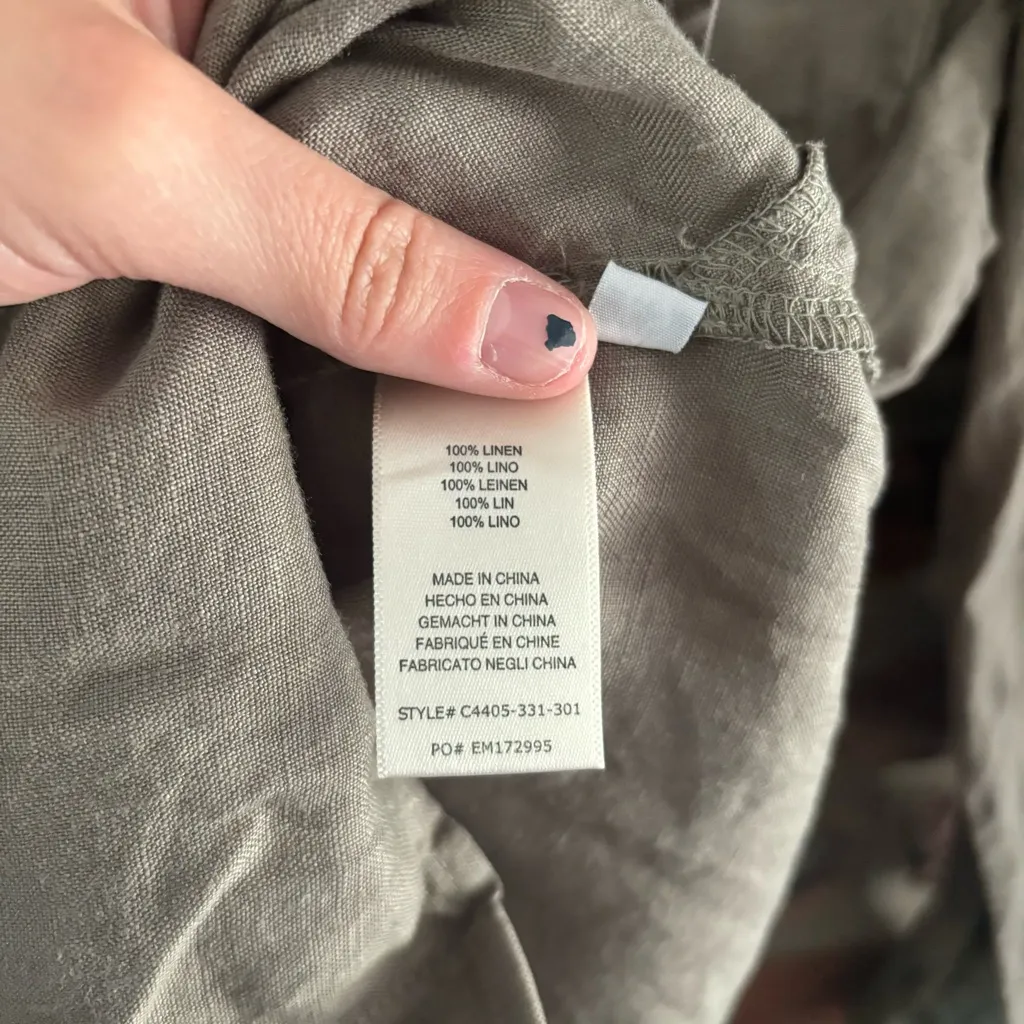 100% LINEN
100% LINO
100% LEINEN
100% LIN
100% LINO
MADE IN CHINA
HECHO EN CHINA
GEMACHT IN CHINA
FABRIQUÉ EN CHINE
FABRICATO NEGLI CHINA
STYLE# C4405-331-301
PO# EM172995